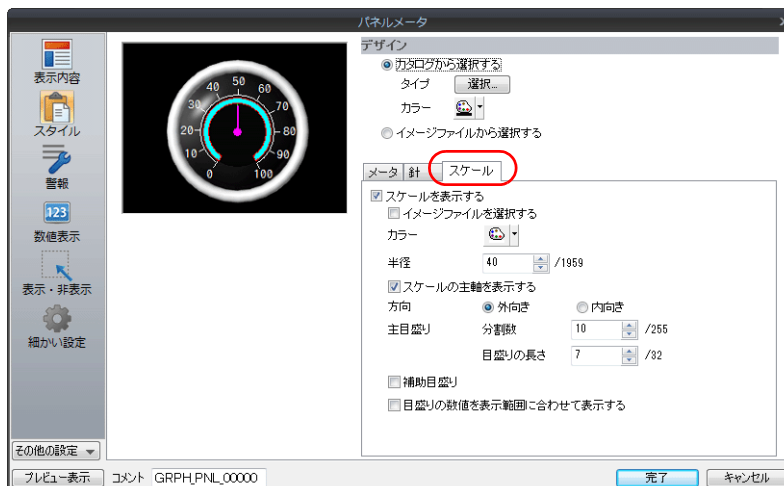 パネルメータ
表示内容
スタイル
警報
123
数値表示
表示・非表示
細かい設定
その他の設定
0
10
20
30
40
50
60
70
80
90
100
デザイン
カタログから選択する
タイプ 選択...
カラー
イメージファイルから選択する
メータ 針 スケール
スケールを表示する
イメージファイルを選択する
カラー
半径 40 /1959
スケールの主軸を表示する
方向 外向き 内向き
主目盛り 分割数 10 /255
目盛りの長さ 7 /32
補助目盛り
目盛りの数値を表示範囲に合わせて表示する
プレビュー表示 コメント GRPH_PNL_00000 完了 キャンセル